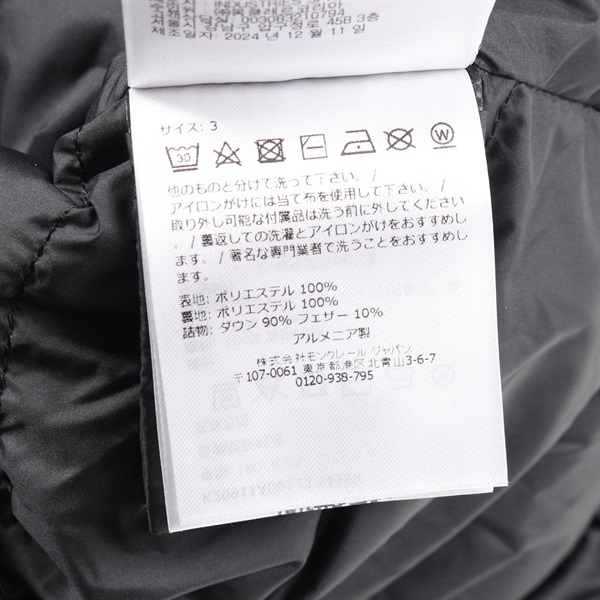 003083210794
2024 년 12 월 11 일
サイズ: 3
30
W
他のものと分けて洗って下さい。 /
アイロンがけには当て布を使用して下さい。 /
取り外し可能な付属品は洗う前に外してください
。 / 裏返しての洗濯とアイロンがけをおすすめし
ます。 / 著名な専門業者で洗うことをおすすめし
ます。
表地: ポリエステル 100%
裏地: ポリエステル 100%
詰物: ダウン 90% フェザー 10%
アルメニア製
株式会社モンクレール ジャパン
〒107-0061 東京都港区北青山3-6-7
0120-938-795